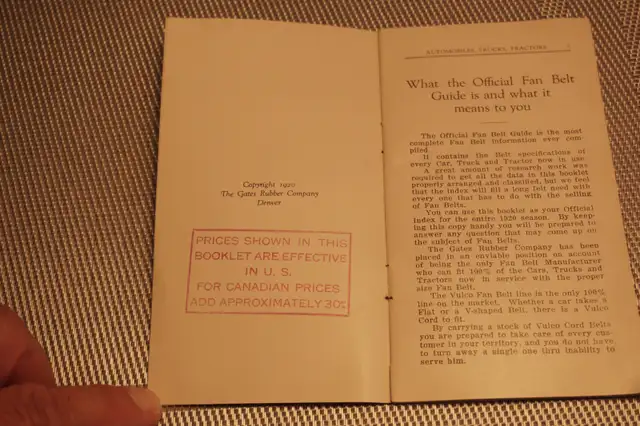 Copyright 1920
The Gates Rubber Company
Denver
PRICES SHOWN IN THIS
BOOKLET ARE EFFECTIVE
IN U. S.
FOR CANADIAN PRICES
ADD APPROXIMATELY 30%
AUTOMOBILES, TRUCKS, TRACTORS
What the Official Fan Belt
Guide is and what it
means to you
The Official Fan Belt Guide is the most
complete Fan Belt information ever com-
piled.
It contains the Belt specifications of
every Car, Truck and Tractor now in use.
A great amount of research work was
required to get all the data in this booklet
properly arranged and classified, but we feel
that the index will fill a long felt need with
every one that has to do with the selling
of Fan Belts.
You can use this booklet as your Official
Index for the entire 1920 season. By keep-
ing this copy handy you will be prepared to
answer any question that may come up on
the subject of Fan Belts.
The Gates Rubber Company has been
placed in an enviable position on account
of being the only Fan Belt Manufacturer
who can fit 100% of the Cars, Trucks and
Tractors now in service with the proper
size Fan Belt.
The Vulco Fan Belt line is the only 100%
line on the market. Whether a car takes a
Flat or a V-shaped Belt, there is a Vulco
Cord to fit.
By carrying a stock of Vulco Cord Belts
you are prepared to take care of every cus-
tomer in your territory, and you do not have
to turn away a single one thru inability to
serve him.